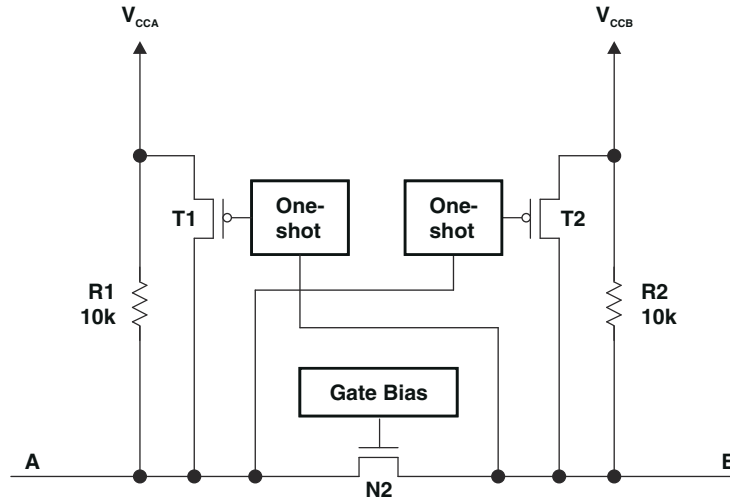 VCCA
VCCB
T1
One-
shot
One-
shot
T2
R1
10k
R2
10k
Gate Bias
A
B
N2